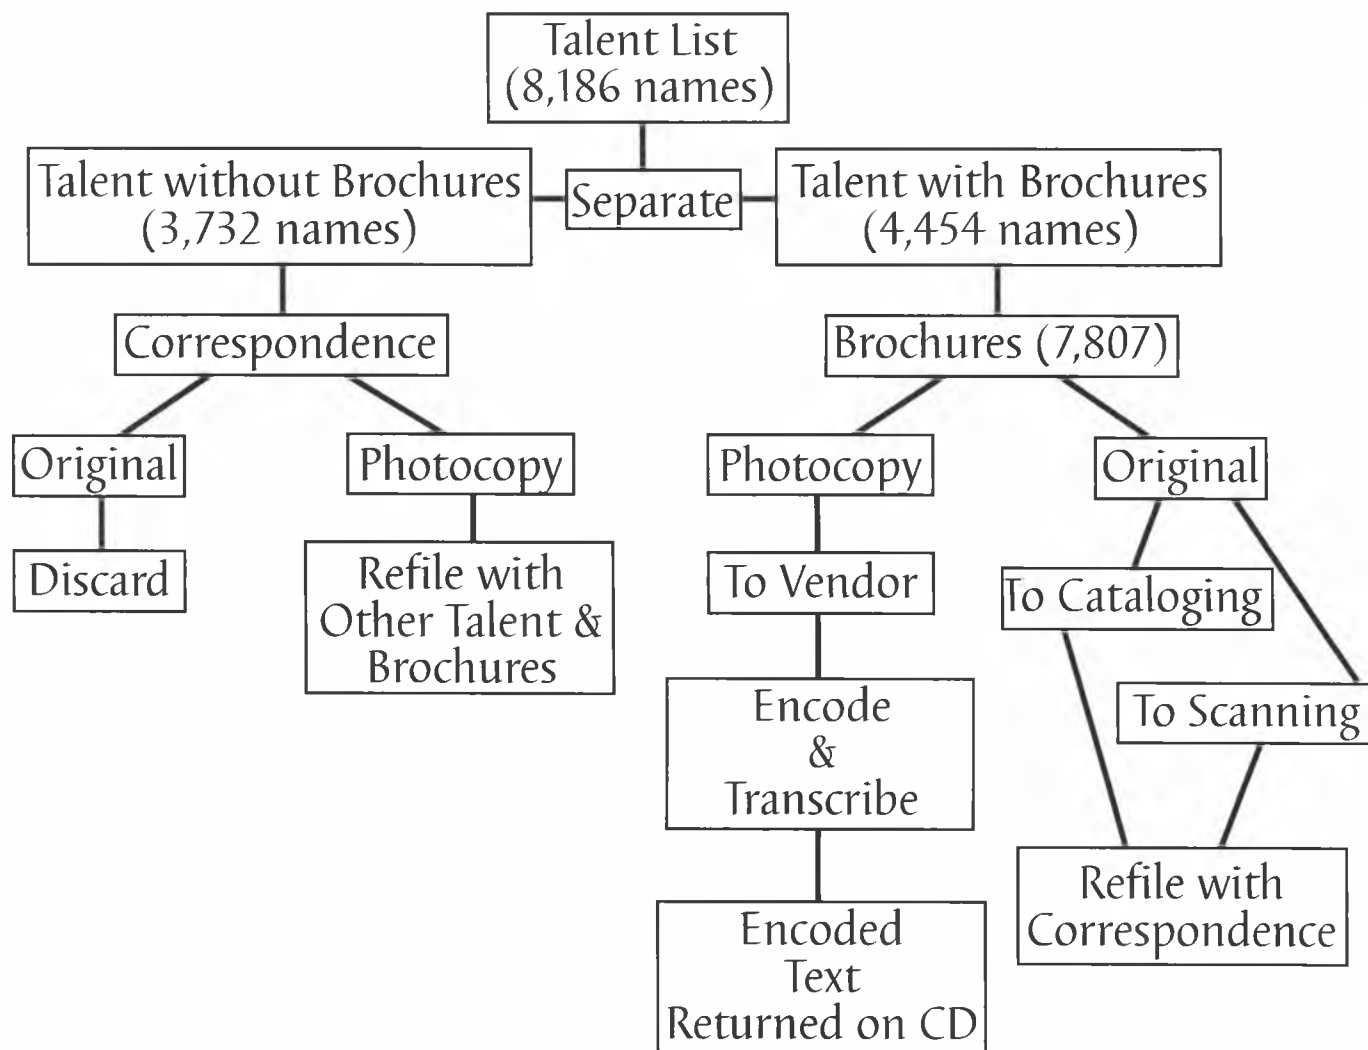 Talent List
(8,186 names)
Talent without Brochures
(3,732 names)
Separate
Talent with Brochures
(4,454 names)
Correspondence
Brochures (7,807)
Original
Photocopy
Photocopy
Original
Discard
Refile with
Other Talent &
Brochures
To Vendor
To Cataloging
Encode
&
Transcribe
To Scanning
Refile with
Correspondence
Encoded
Text
Returned on CD